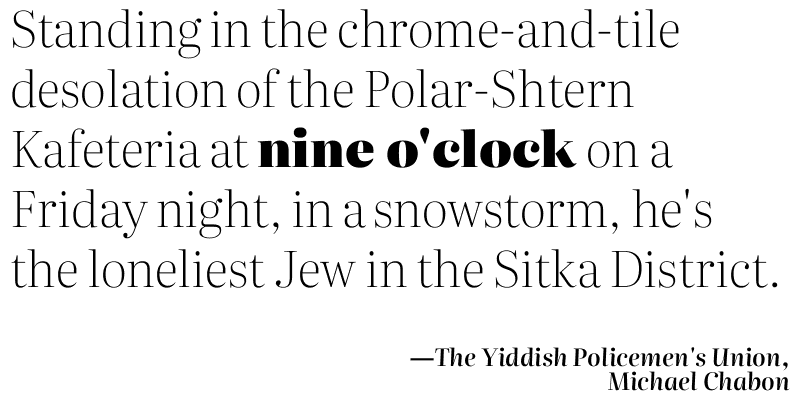 Standing in the chrome-and-tile
desolation of the Polar-Shtern
Kafeteria at nine o'clock on a
Friday night, in a snowstorm, he's
the loneliest Jew in the Sitka District.
—The Yiddish Policemen's Union,
Michael Chabon